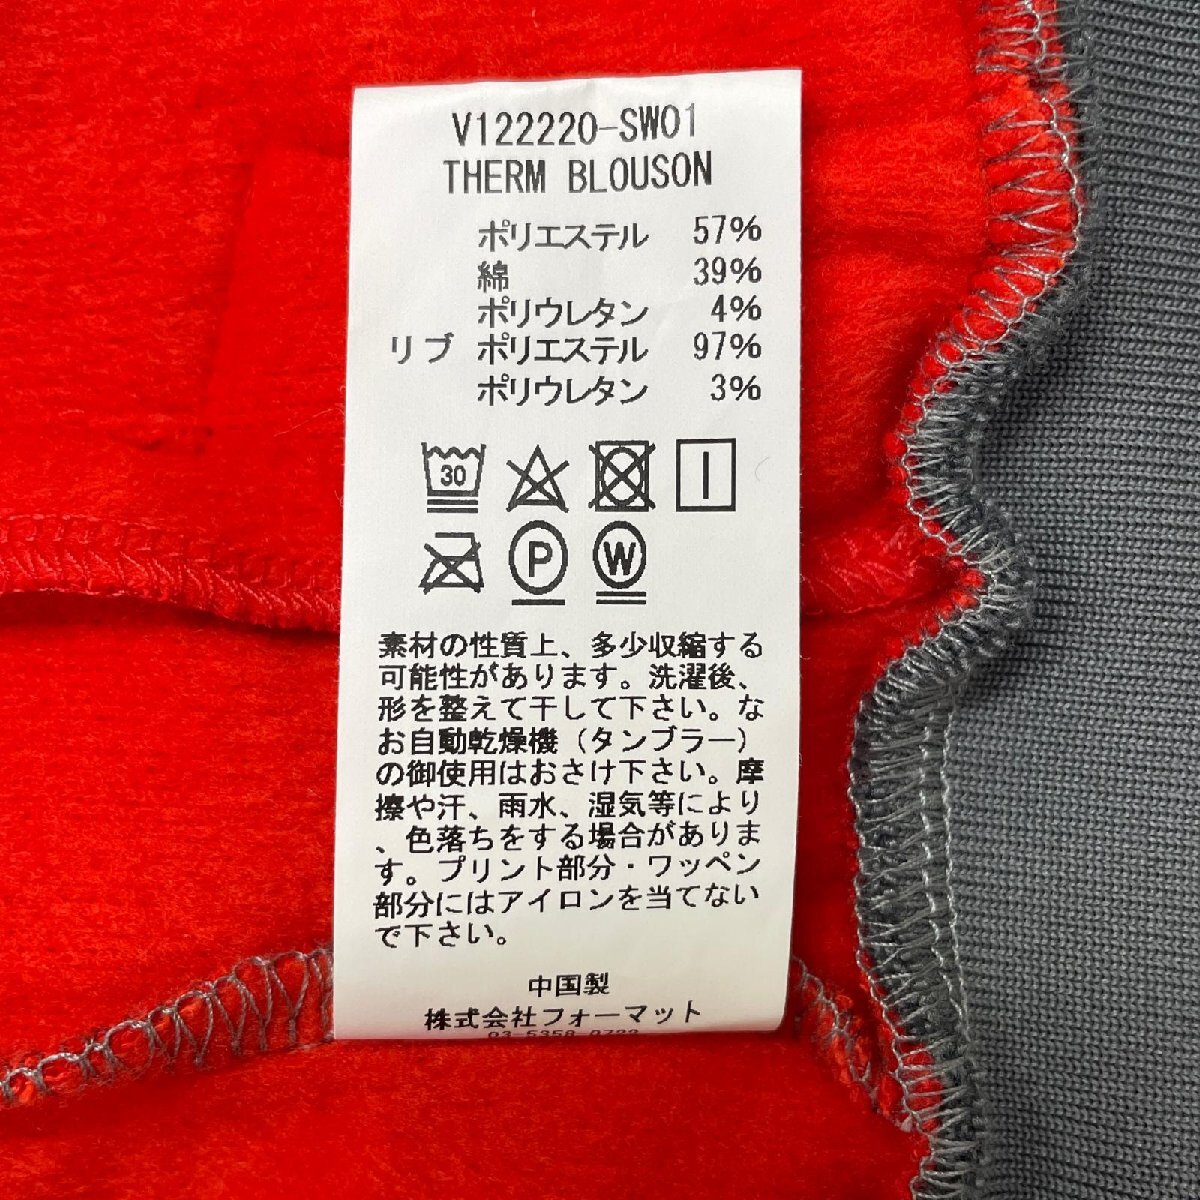 V122220-SW01
THERM BLOUSON
ポリエステル 57%
綿 39%
ポリウレタン 4%
リブ ポリエステル 97%
ポリウレタン 3%
30
P W
素材の性質上、多少収縮する
可能性があります。洗濯後、
形を整えて干して下さい。な
お自動乾燥機（タンブラー）
の御使用はおさけ下さい。摩
擦や汗、雨水、湿気等により
、色落ちをする場合がありま
す。プリント部分・ワッペン
部分にはアイロンを当てない
で下さい。
中国製
株式会社フォーマット